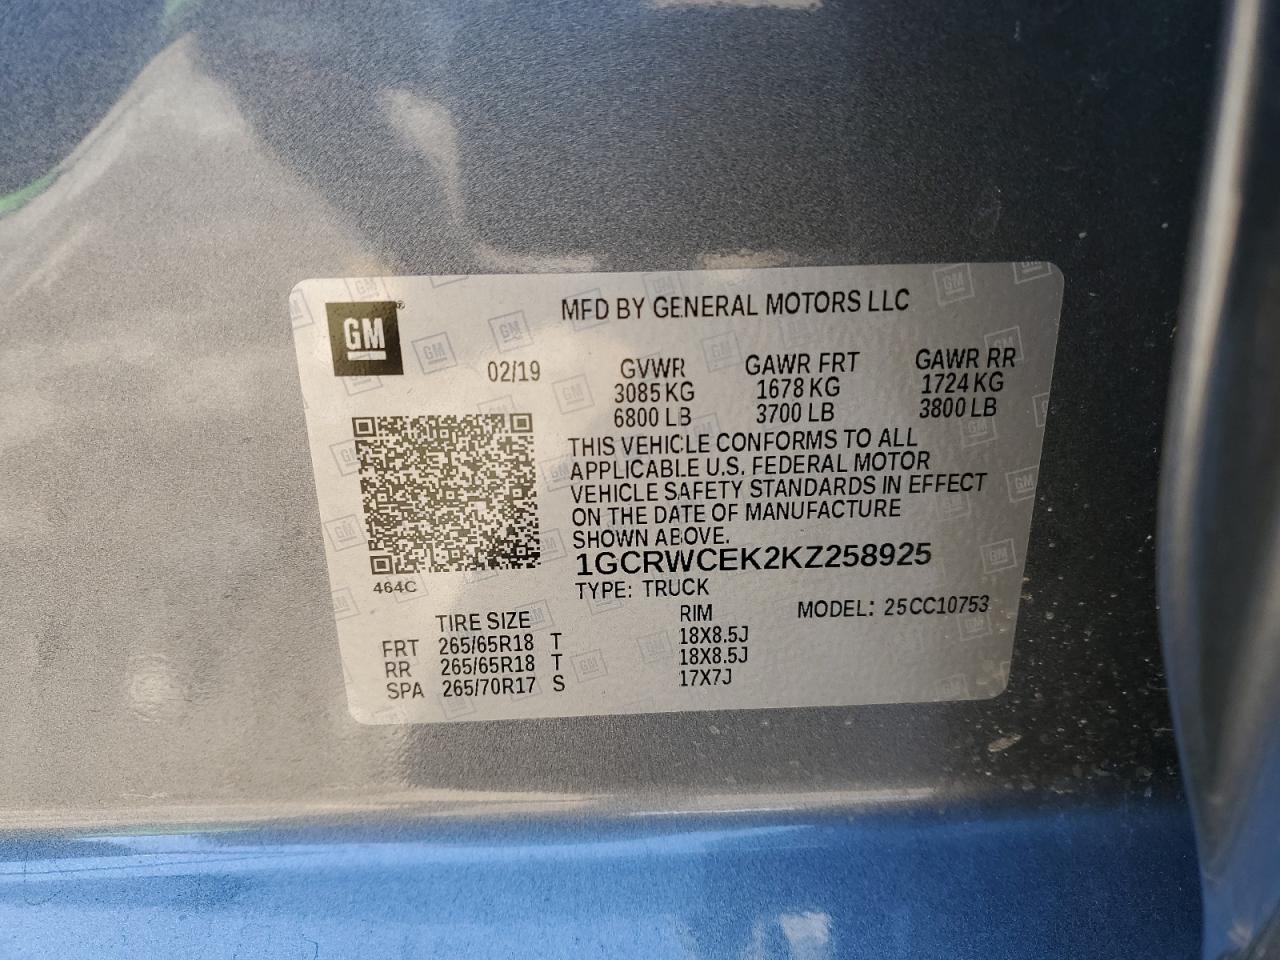 GM
MFD BY GENERAL MOTORS LLC
02/19
GVWR GAWR FRT GAWR RR
3085 KG 1678 KG 1724 KG
6800 LB 3700 LB 3800 LB
THIS VEHICLE CONFORMS TO ALL
APPLICABLE U.S. FEDERAL MOTOR
VEHICLE SAFETY STANDARDS IN EFFECT
ON THE DATE OF MANUFACTURE
SHOWN ABOVE.
1GCRWCEK2KZ258925
464C
TYPE: TRUCK
TIRE SIZE RIM MODEL: 25CC10753
FRT 265/65R18 T 18X8.5J
RR 265/65R18 T 18X8.5J
SPA 265/70R17 S 17X7J